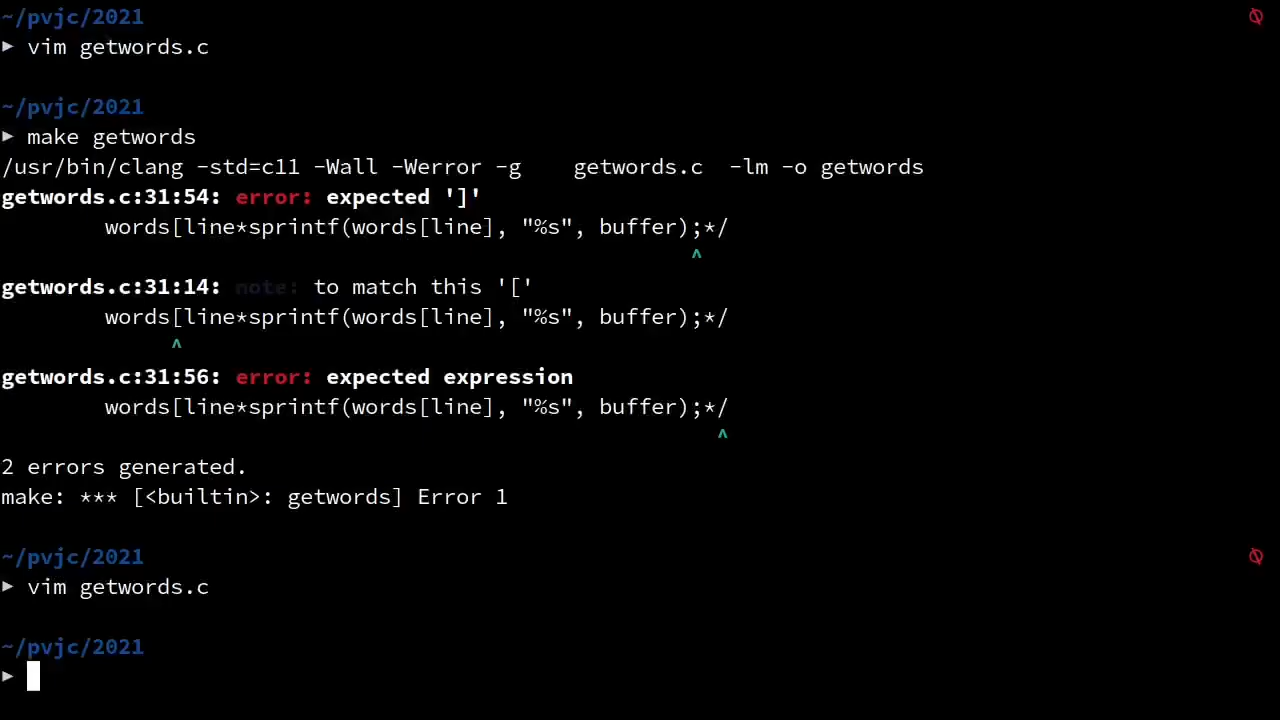 ~/pvjc/2021
▶ vim getwords.c
~/pvjc/2021
▶ make getwords
/usr/bin/clang -std=c11 -Wall -Werror -g    getwords.c  -lm -o getwords
getwords.c:31:54: error: expected ']'
        words[line*sprintf(words[line], "%s", buffer);*/
                                                     ^
getwords.c:31:14: note: to match this '['
        words[line*sprintf(words[line], "%s", buffer);*/
             ^
getwords.c:31:56: error: expected expression
        words[line*sprintf(words[line], "%s", buffer);*/
                                                       ^
2 errors generated.
make: *** [<builtin>: getwords] Error 1
~/pvjc/2021
▶ vim getwords.c
~/pvjc/2021
▶